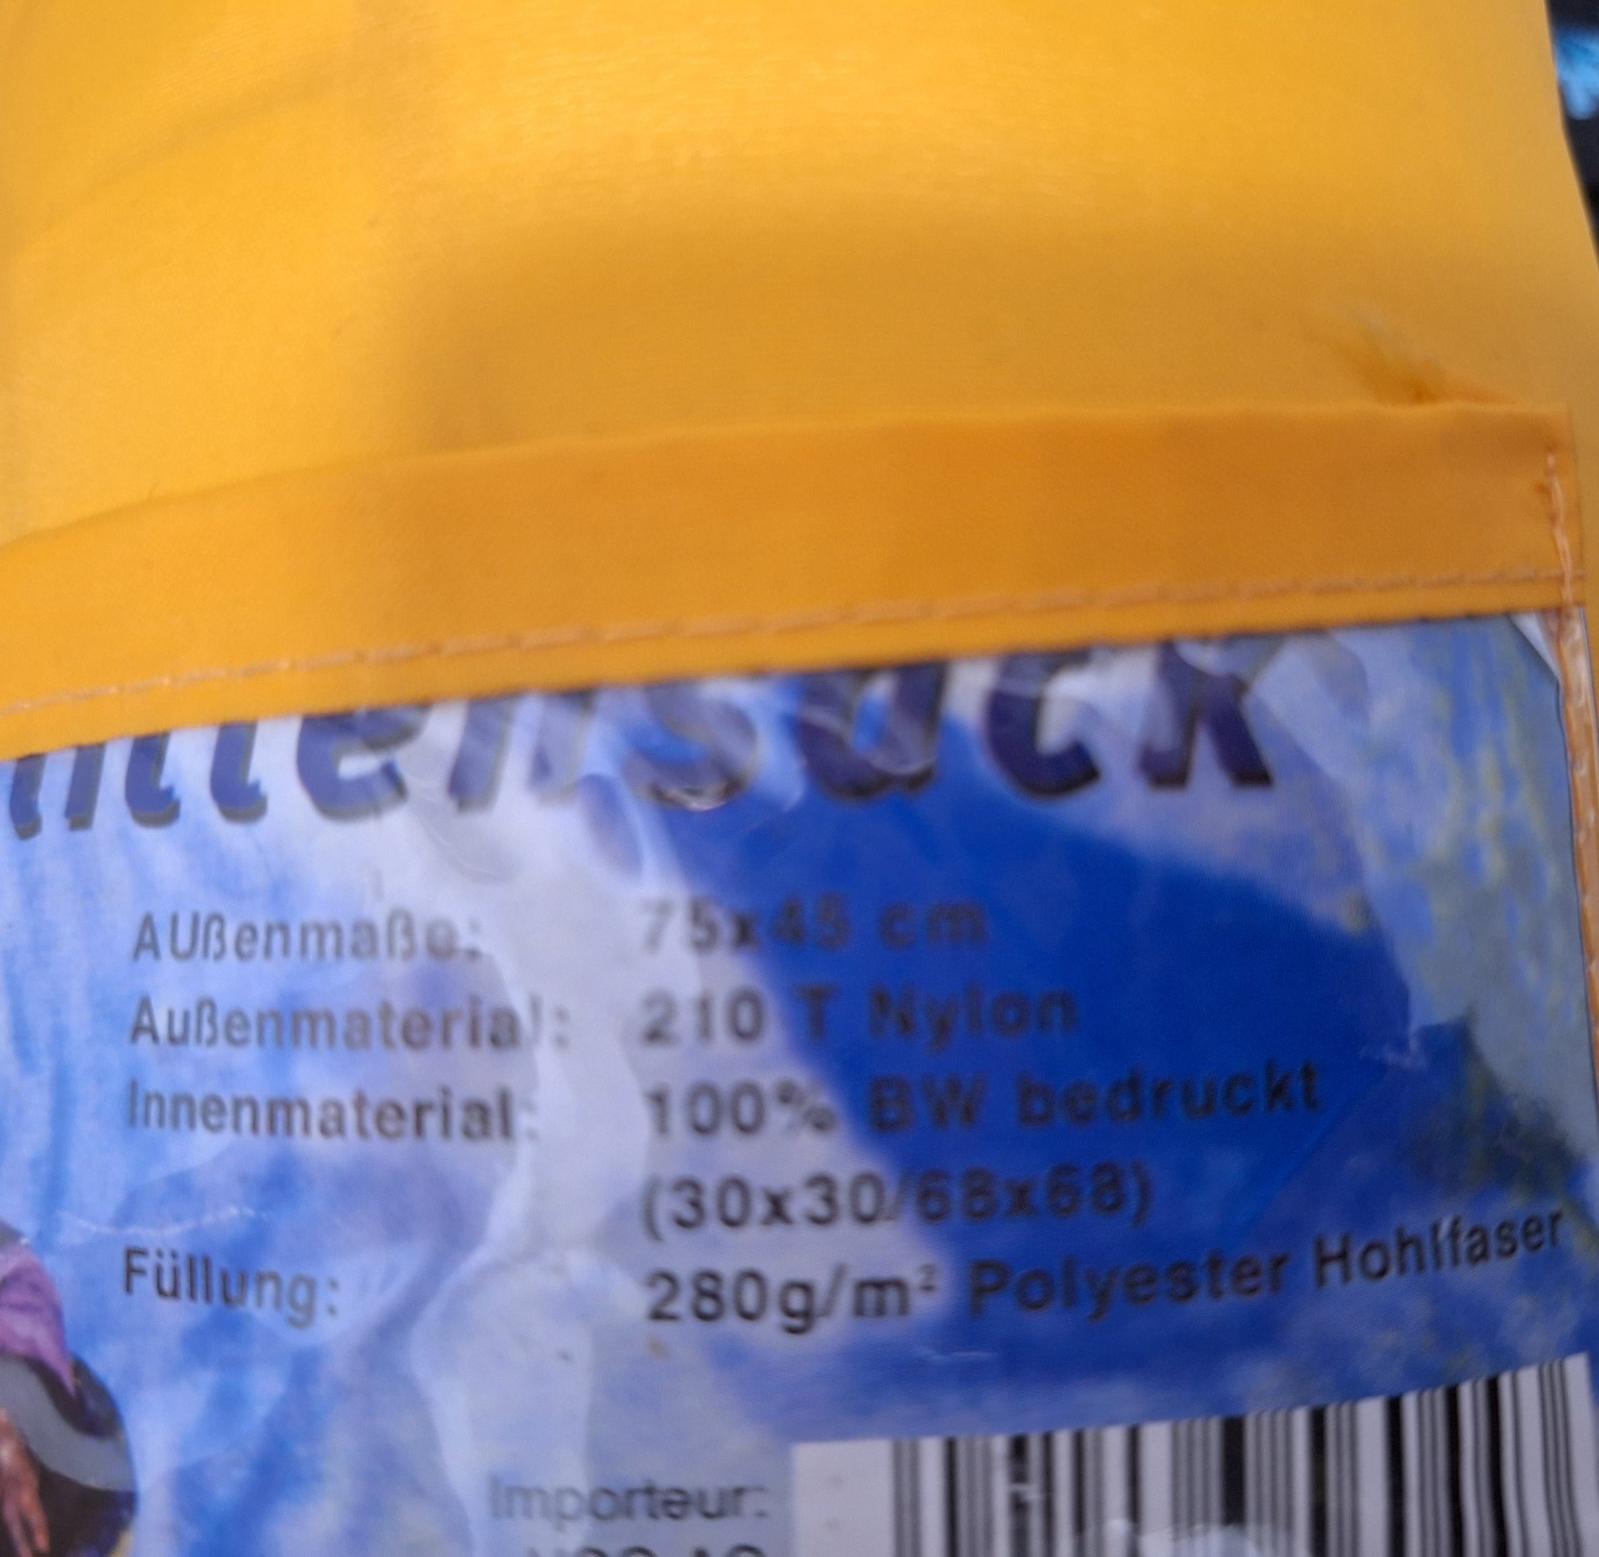 AUßenmaße: 75x45 cm
Außenmaterial: 210 T Nylon
Innenmaterial: 100% BW bedruckt
(30x30/68x68)
Füllung: 280g/m² Polyester Hohlfaser
Importeur: